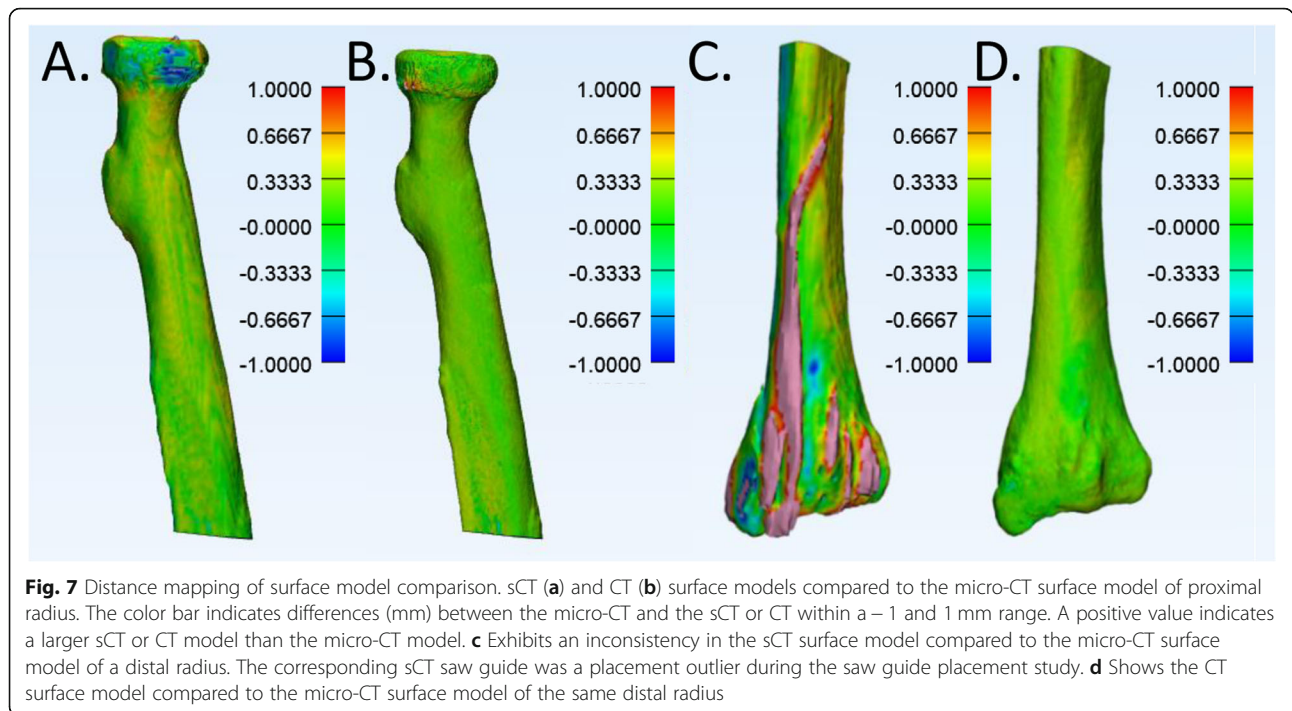 A. B. C. D.
1.0000 1.0000 1.0000 1.0000
0.6667 0.6667 0.6667 0.6667
0.3333 0.3333 0.3333 0.3333
-0.0000 -0.0000 -0.0000 -0.0000
-0.3333 -0.3333 -0.3333 -0.3333
-0.6667 -0.6667 -0.6667 -0.6667
-1.0000 -1.0000 -1.0000 -1.0000
Fig. 7 Distance mapping of surface model comparison. sCT (a) and CT (b) surface models compared to the micro-CT surface model of proximal
radius. The color bar indicates differences (mm) between the micro-CT and the sCT or CT within a – 1 and 1 mm range. A positive value indicates
a larger sCT or CT model than the micro-CT model. c Exhibits an inconsistency in the sCT surface model compared to the micro-CT surface
model of a distal radius. The corresponding sCT saw guide was a placement outlier during the saw guide placement study. d Shows the CT
surface model compared to the micro-CT surface model of the same distal radius